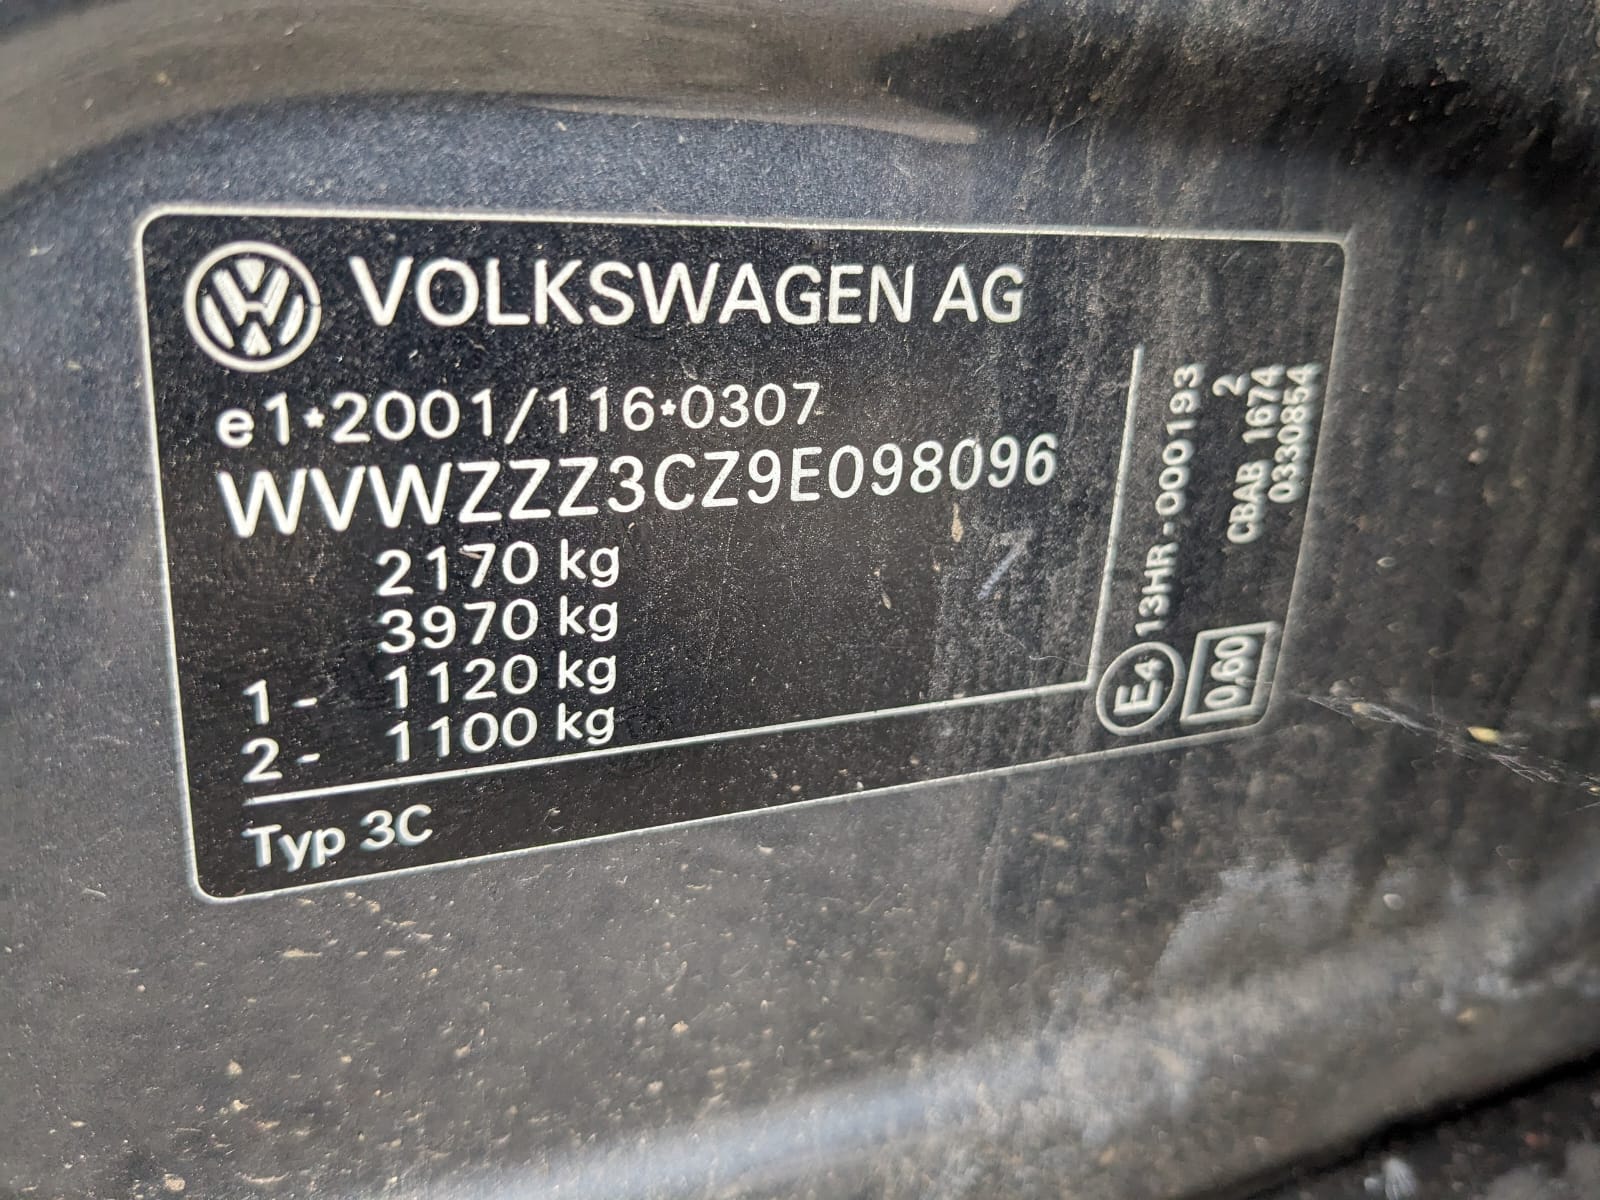 VOLKSWAGEN AG
e1*2001/116*0307
WVWZZZ3CZ9E098096
2170 kg
3970 kg
1 - 1120 kg
2 - 1100 kg
Typ 3C
E4 13HR-000193
2
CBAB 1674
0330854
0,60